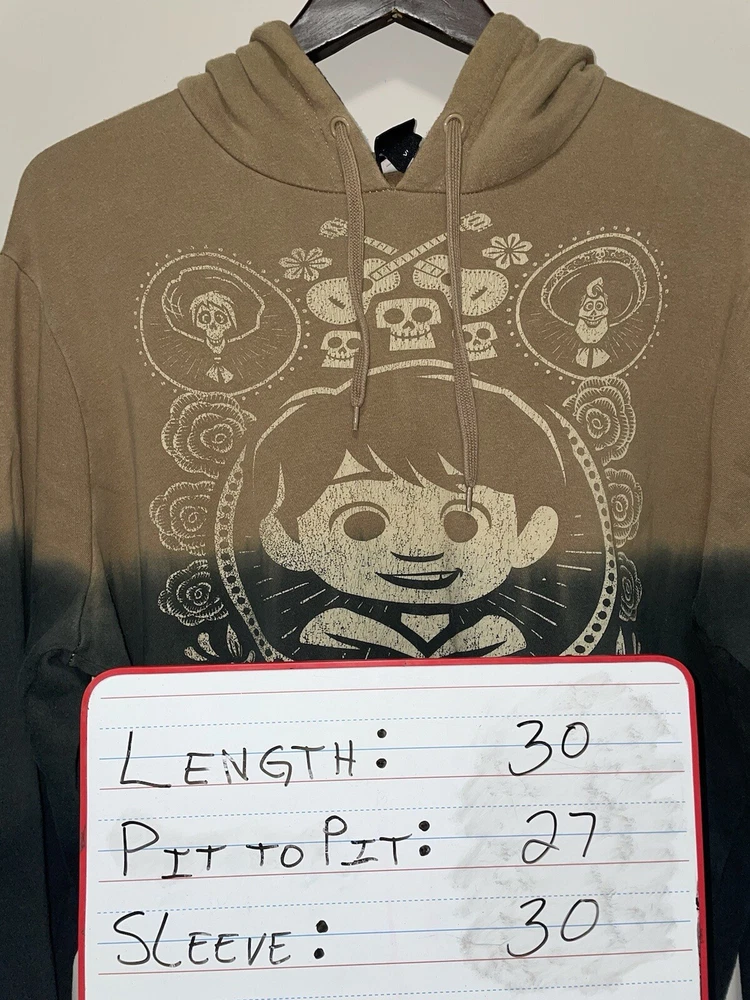 LENGTH: 30
PIT TO PIT: 27
SLEEVE: 30